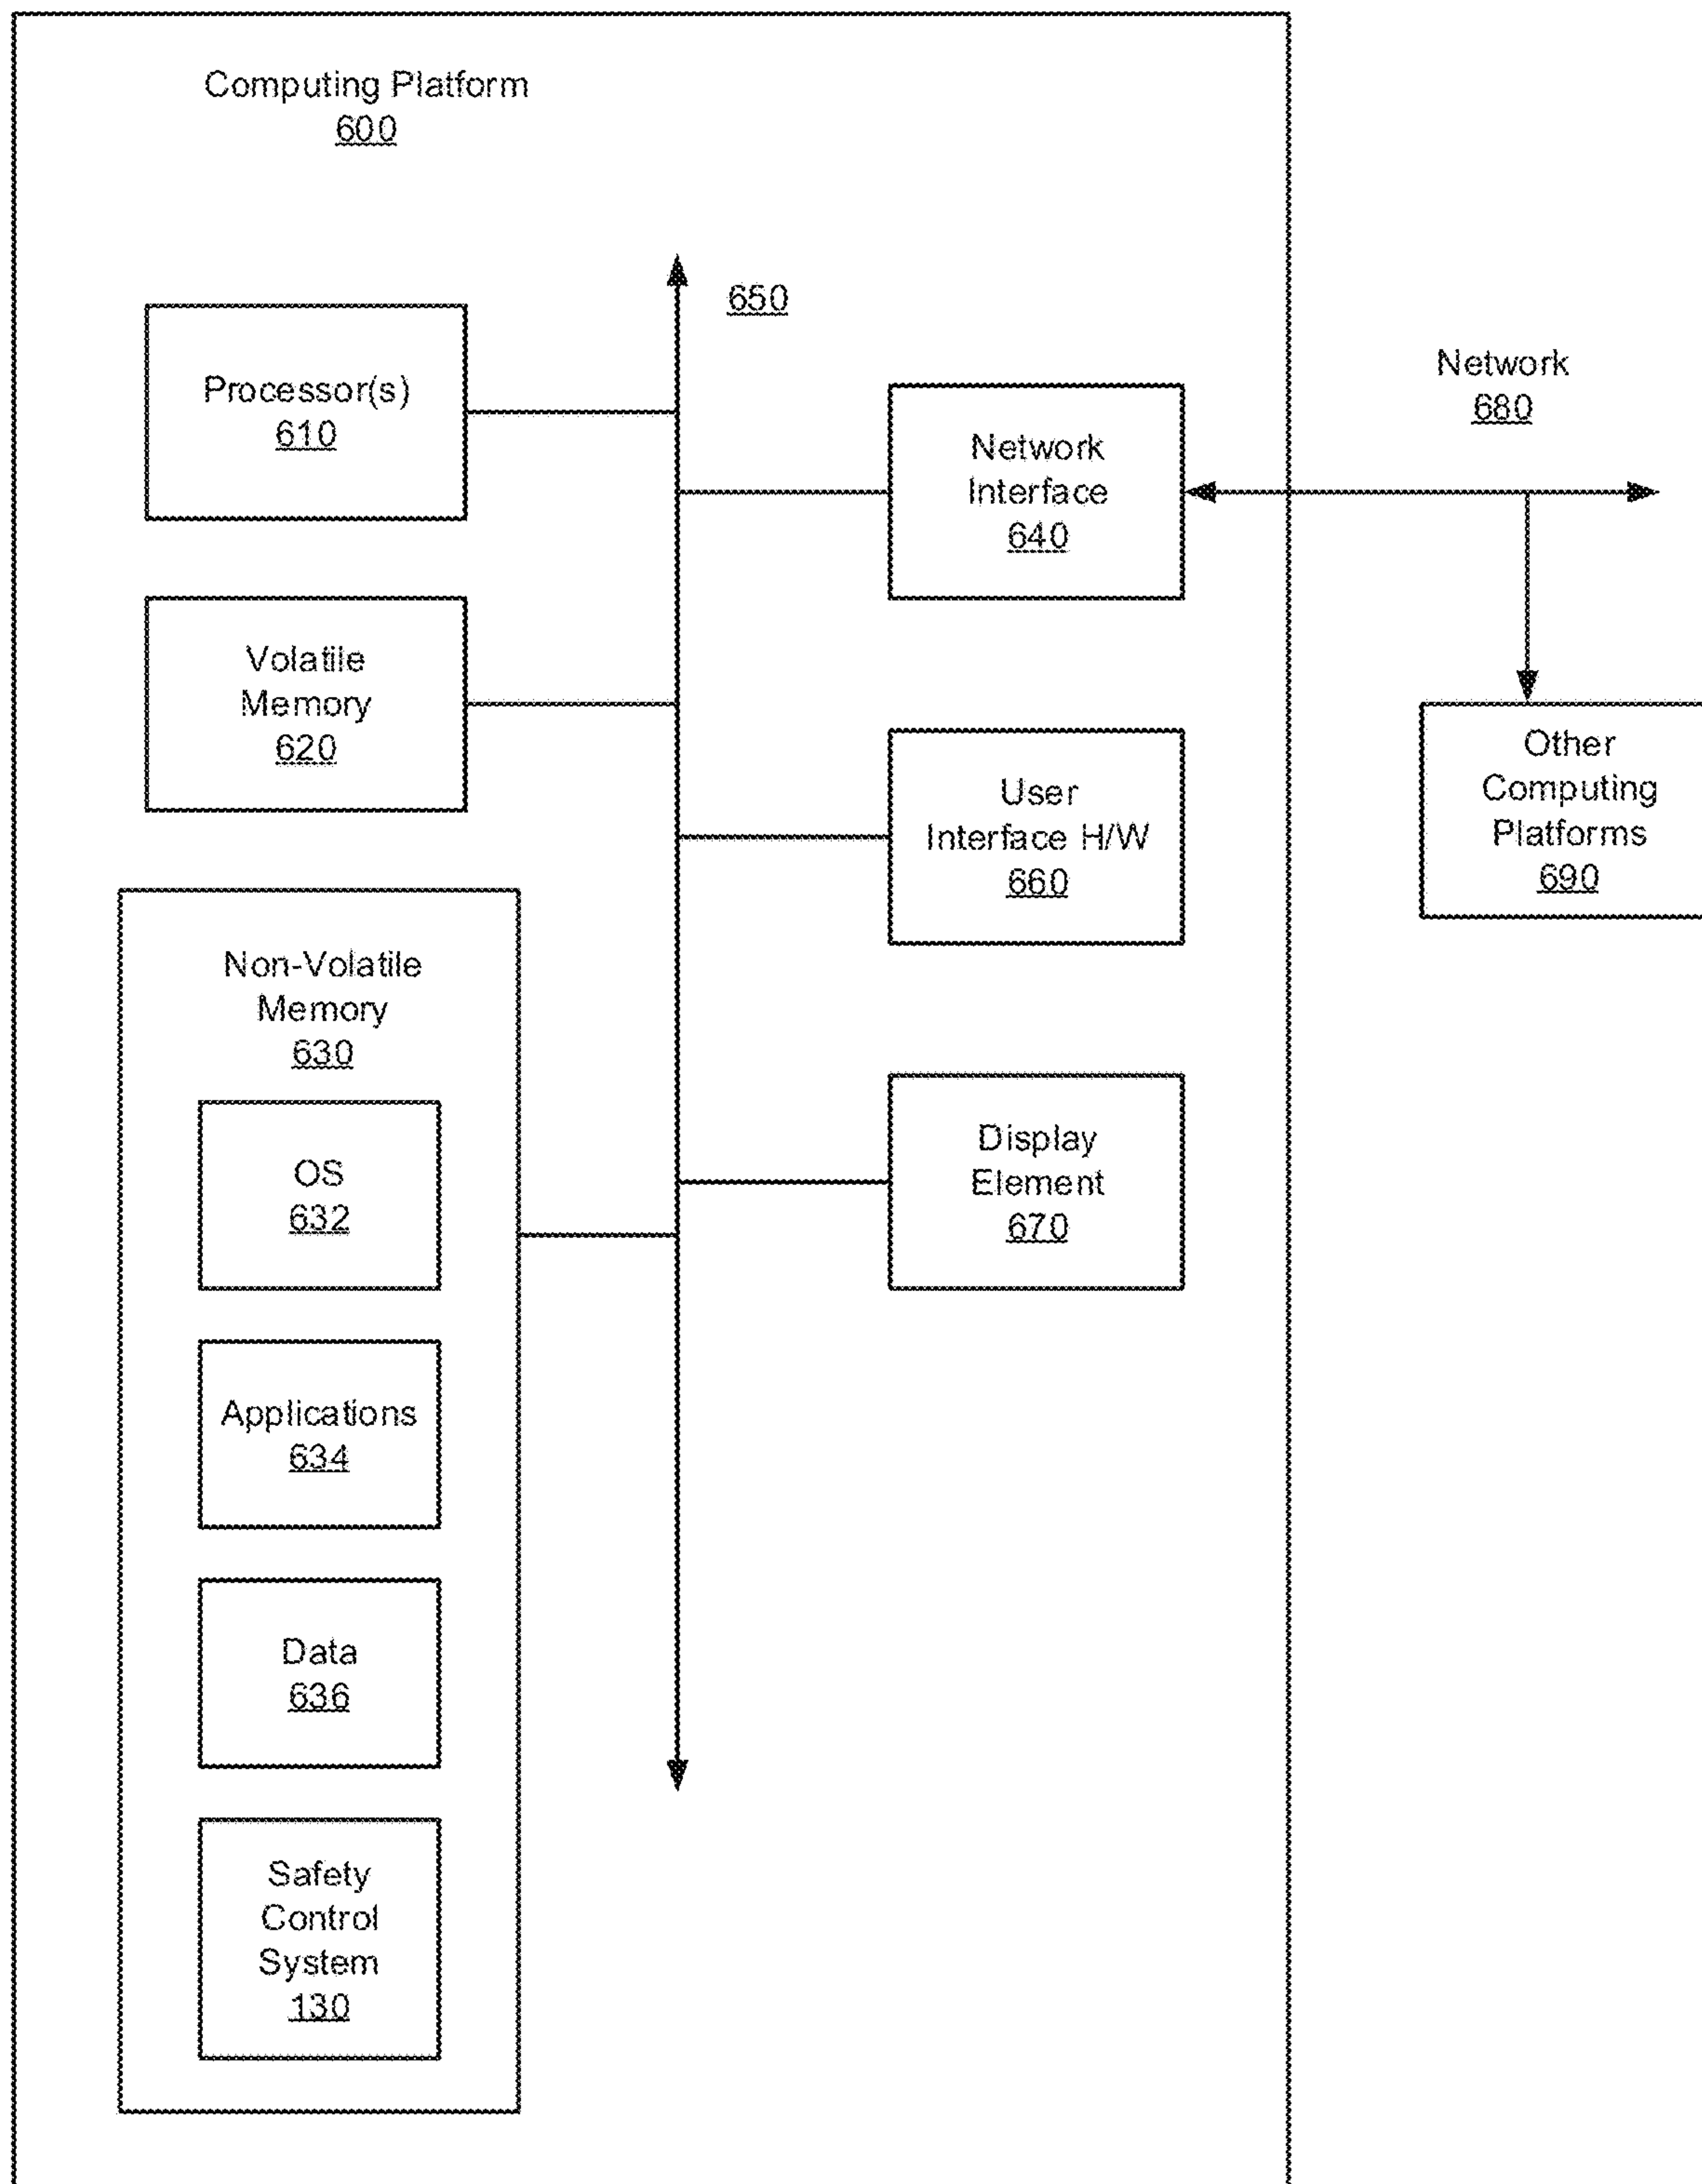 Computing Platform
600
650
Processor(s)
610
Volatile
Memory
620
Non-Volatile
Memory
630
OS
632
Applications
634
Data
636
Safety
Control
System
130
Network
Interface
640
User
Interface H/W
660
Display
Element
670
Network
680
Other
Computing
Platforms
690